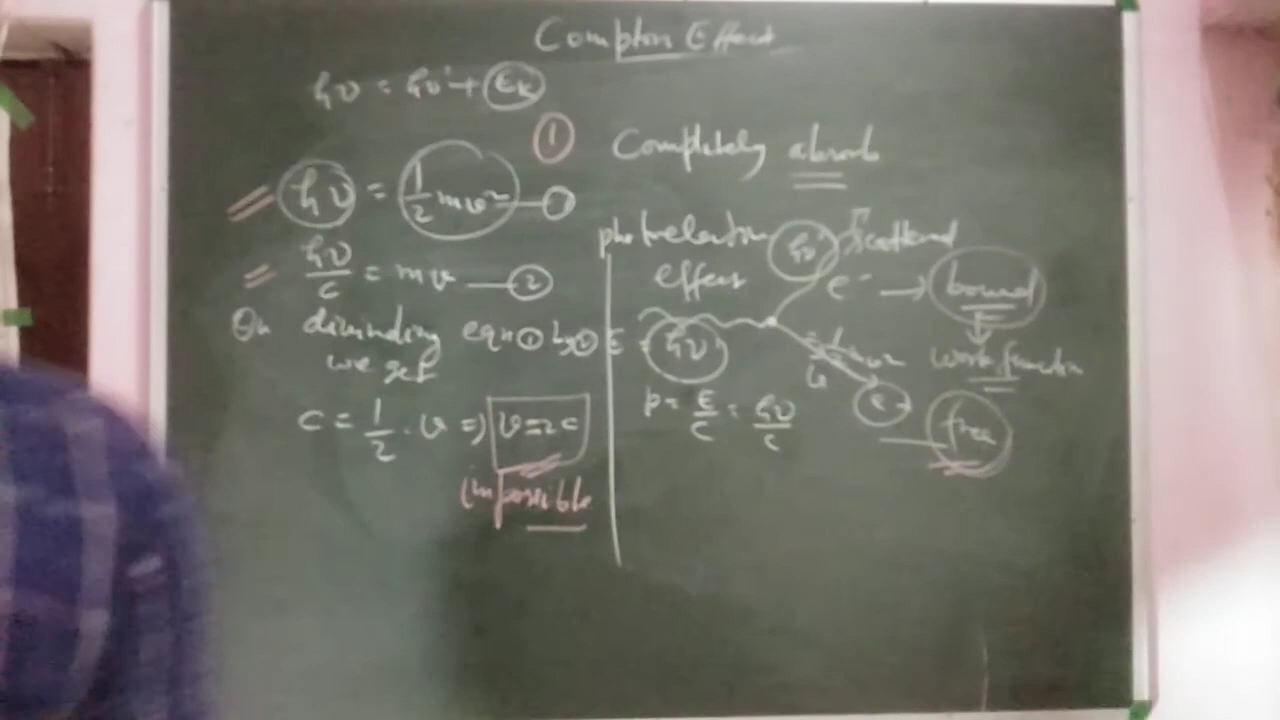 Compton Effect
hν = hν' + Ek
①
Completely absorb
hν = 1/2 mv² — ①
hν/c = mv — ②
On dividnding eqn ① by ② =
we get
c = 1/2 . v ⇒ v = 2c
impossible
photoelectric
effect
hν' scattered
e⁻ → bound
work function
hν
e⁻
free
p = E/c = hν/c